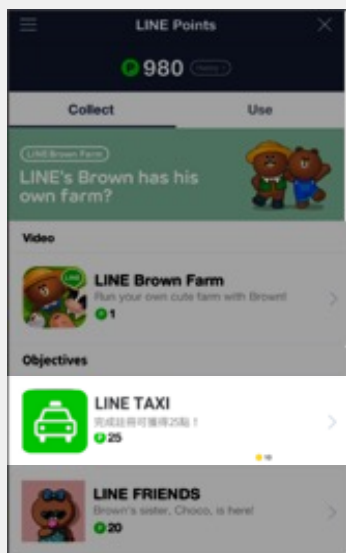 LINE Points
P 980
Collect
Use
LINE Brown Farm
LINE's Brown has his
own farm?
Video
LINE
LINE Brown Farm
Run your own cute farm with Brown!
P 1
Objectives
LINE TAXI
完成註冊可獲得25點！
P 25
LINE FRIENDS
Brown's sister, Choco, is here!
P 20